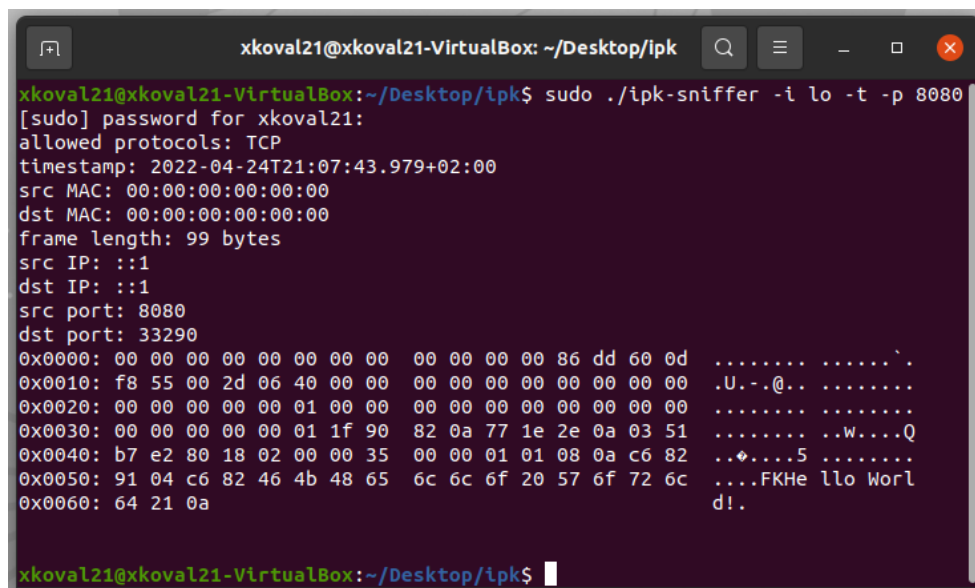 xkoval21@xkoval21-VirtualBox: ~/Desktop/ipk
xkoval21@xkoval21-VirtualBox:~/Desktop/ipk$ sudo ./ipk-sniffer -i lo -t -p 8080
[sudo] password for xkoval21:
allowed protocols: TCP
timestamp: 2022-04-24T21:07:43.979+02:00
src MAC: 00:00:00:00:00:00
dst MAC: 00:00:00:00:00:00
frame length: 99 bytes
src IP: ::1
dst IP: ::1
src port: 8080
dst port: 33290
0x0000: 00 00 00 00 00 00 00 00  00 00 00 00 86 dd 60 0d  ........ ......`.
0x0010: f8 55 00 2d 06 40 00 00  00 00 00 00 00 00 00 00  .U.-.@.. ........
0x0020: 00 00 00 00 00 01 00 00  00 00 00 00 00 00 00 00  ........ ........
0x0030: 00 00 00 00 00 01 1f 90  82 0a 77 1e 2e 0a 03 51  ........ ..w....Q
0x0040: b7 e2 80 18 02 00 00 35  00 00 01 01 08 0a c6 82  ..�....5 ........
0x0050: 91 04 c6 82 46 4b 48 65  6c 6c 6f 20 57 6f 72 6c  ....FKHe llo Worl
0x0060: 64 21 0a  d!.
xkoval21@xkoval21-VirtualBox:~/Desktop/ipk$